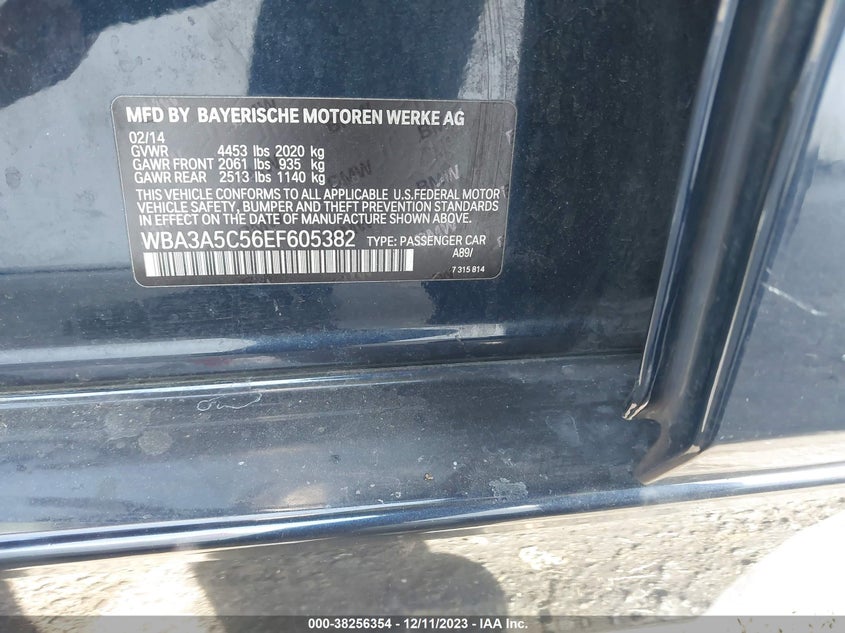 MFD BY BAYERISCHE MOTOREN WERKE AG
02/14
GVWR 4453 lbs 2020 kg
GAWR FRONT 2061 lbs 935 kg
GAWR REAR 2513 lbs 1140 kg
THIS VEHICLE CONFORMS TO ALL APPLICABLE U.S.FEDERAL MOTOR
VEHICLE SAFETY, BUMPER AND THEFT PREVENTION STANDARDS
IN EFFECT ON THE DATE OF MANUFACTURE SHOWN ABOVE.
WBA3A5C56EF605382 TYPE: PASSENGER CAR
A89/
7 315 814
000-38256354 - 12/11/2023 - IAA Inc.